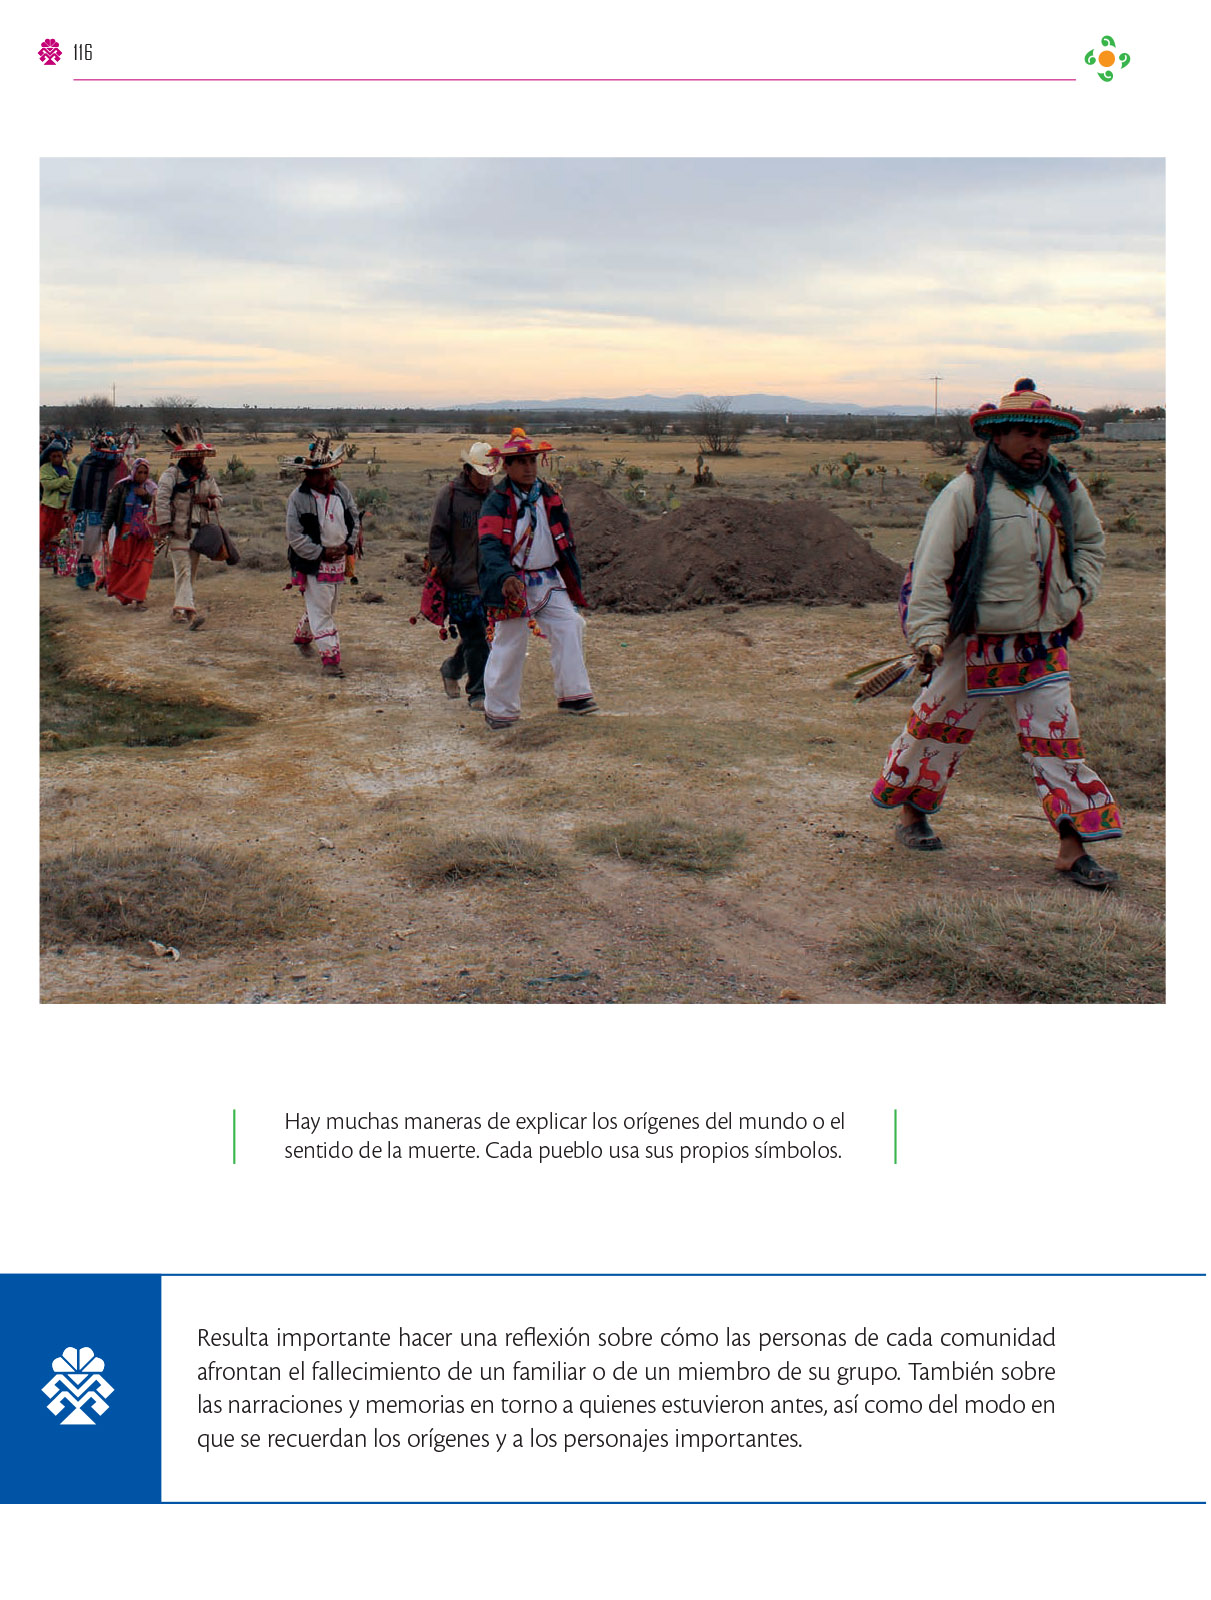 116
Hay muchas maneras de explicar los orígenes del mundo o el
sentido de la muerte. Cada pueblo usa sus propios símbolos.
Resulta importante hacer una reflexión sobre cómo las personas de cada comunidad
afrontan el fallecimiento de un familiar o de un miembro de su grupo. También sobre
las narraciones y memorias en torno a quienes estuvieron antes, así como del modo en
que se recuerdan los orígenes y a los personajes importantes.